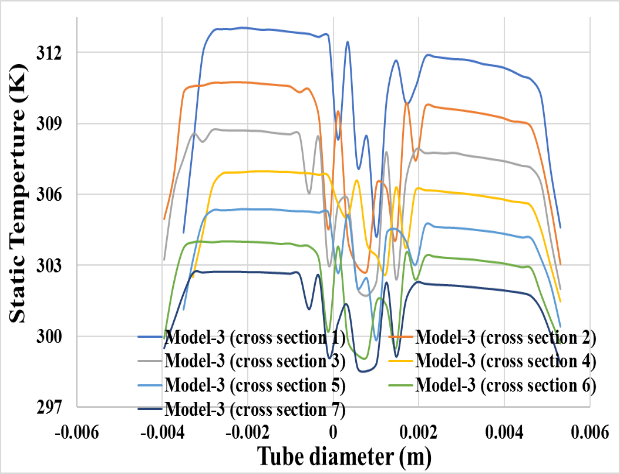 Static Temperture (K)
312
309
306
303
300
297
Model-3 (cross section 1) Model-3 (cross section 2)
Model-3 (cross section 3) Model-3 (cross section 4)
Model-3 (cross section 5) Model-3 (cross section 6)
Model-3 (cross section 7)
-0.006 -0.004 -0.002 0 0.002 0.004 0.006
Tube diameter (m)